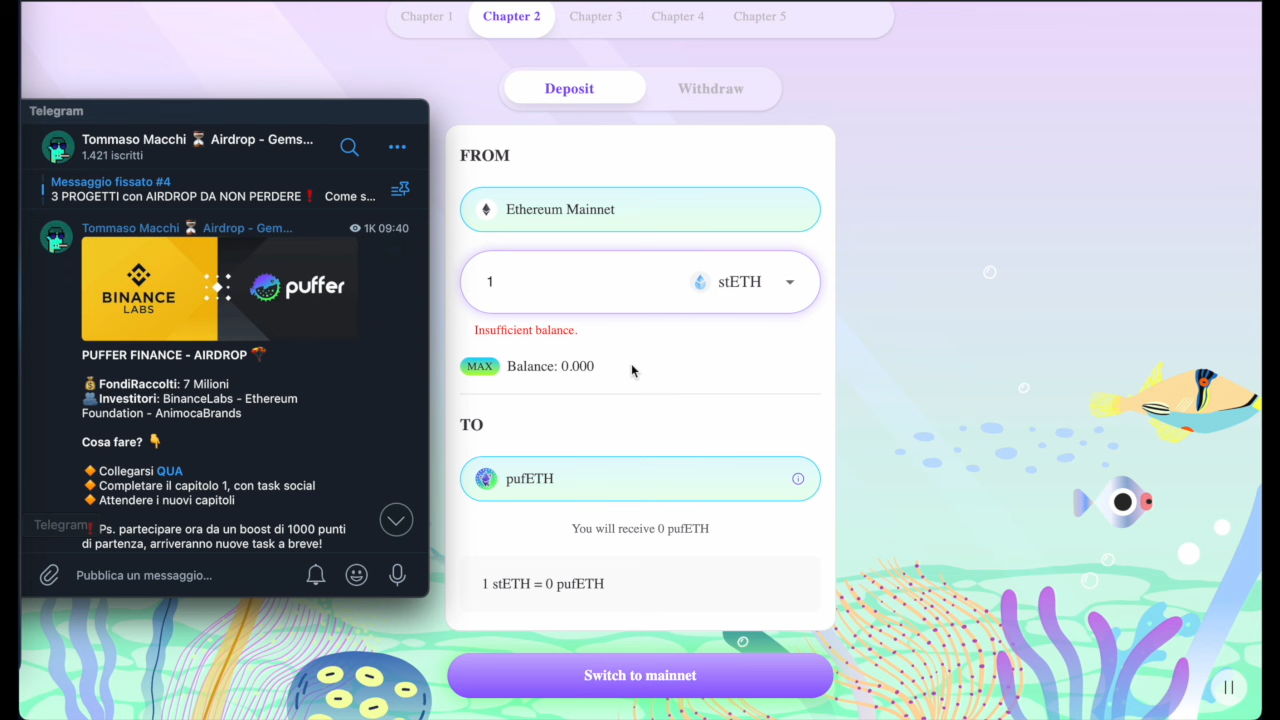 Chapter 1
Chapter 2
Chapter 3
Chapter 4
Chapter 5
Deposit
Withdraw
Telegram
Tommaso Macchi ⏳ Airdrop - Gems...
1.421 iscritti
Messaggio fissato #4
3 PROGETTI con AIRDROP DA NON PERDERE❗ Come s...
Tommaso Macchi ⏳ Airdrop - Gem...
1K 09:40
BINANCE
LABS
puffer
PUFFER FINANCE - AIRDROP 🪂
💰FondiRaccolti: 7 Milioni
👥Investitori: BinanceLabs - Ethereum
Foundation - AnimocaBrands
Cosa fare? 👇
🔸Collegarsi QUA
🔸Completare il capitolo 1, con task social
🔸Attendere i nuovi capitoli
Telegram
❗Ps. partecipare ora da un boost di 1000 punti
di partenza, arriveranno nuove task a breve!
Pubblica un messaggio...
FROM
Ethereum Mainnet
1
stETH
Insufficient balance.
MAX
Balance: 0.000
TO
pufETH
You will receive 0 pufETH
1 stETH = 0 pufETH
Switch to mainnet